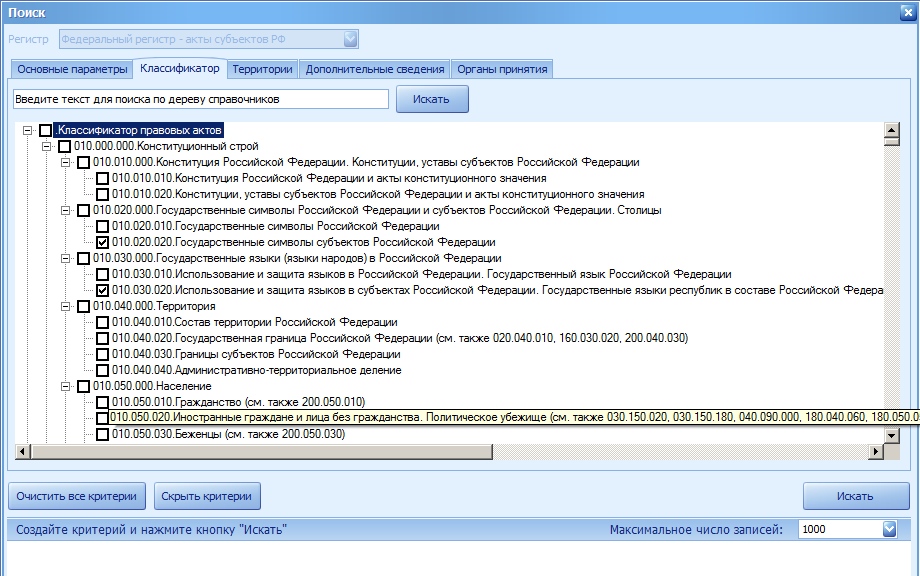 Поиск
Регистр Федеральный регистр - акты субъектов РФ
Основные параметры Классификатор Территории Дополнительные сведения Органы принятия
Введите текст для поиска по дереву справочников Искать
.Классификатор правовых актов
010.000.000.Конституционный строй
010.010.000.Конституция Российской Федерации. Конституции, уставы субъектов Российской Федерации
010.010.010.Конституция Российской Федерации и акты конституционного значения
010.010.020.Конституции, уставы субъектов Российской Федерации и акты конституционного значения
010.020.000.Государственные символы Российской Федерации и субъектов Российской Федерации. Столицы
010.020.010.Государственные символы Российской Федерации
010.020.020.Государственные символы субъектов Российской Федерации
010.030.000.Государственные языки (языки народов) в Российской Федерации
010.030.010.Использование и защита языков в Российской Федерации. Государственный язык Российской Федерации
010.030.020.Использование и защита языков в субъектах Российской Федерации. Государственные языки республик в составе Российской Федера
010.040.000.Территория
010.040.010.Состав территории Российской Федерации
010.040.020.Государственная граница Российской Федерации (см. также 020.040.010, 160.030.020, 200.040.030)
010.040.030.Границы субъектов Российской Федерации
010.040.040.Административно-территориальное деление
010.050.000.Население
010.050.010.Гражданство (см. также 200.050.010)
010.050.020.Иностранные граждане и лица без гражданства. Политическое убежище (см. также 030.150.020, 030.150.180, 040.090.000, 180.040.060, 180.050.0
010.050.030.Беженцы (см. также 200.050.030)
Очистить все критерии Скрыть критерии Искать
Создайте критерий и нажмите кнопку "Искать" Максимальное число записей: 1000